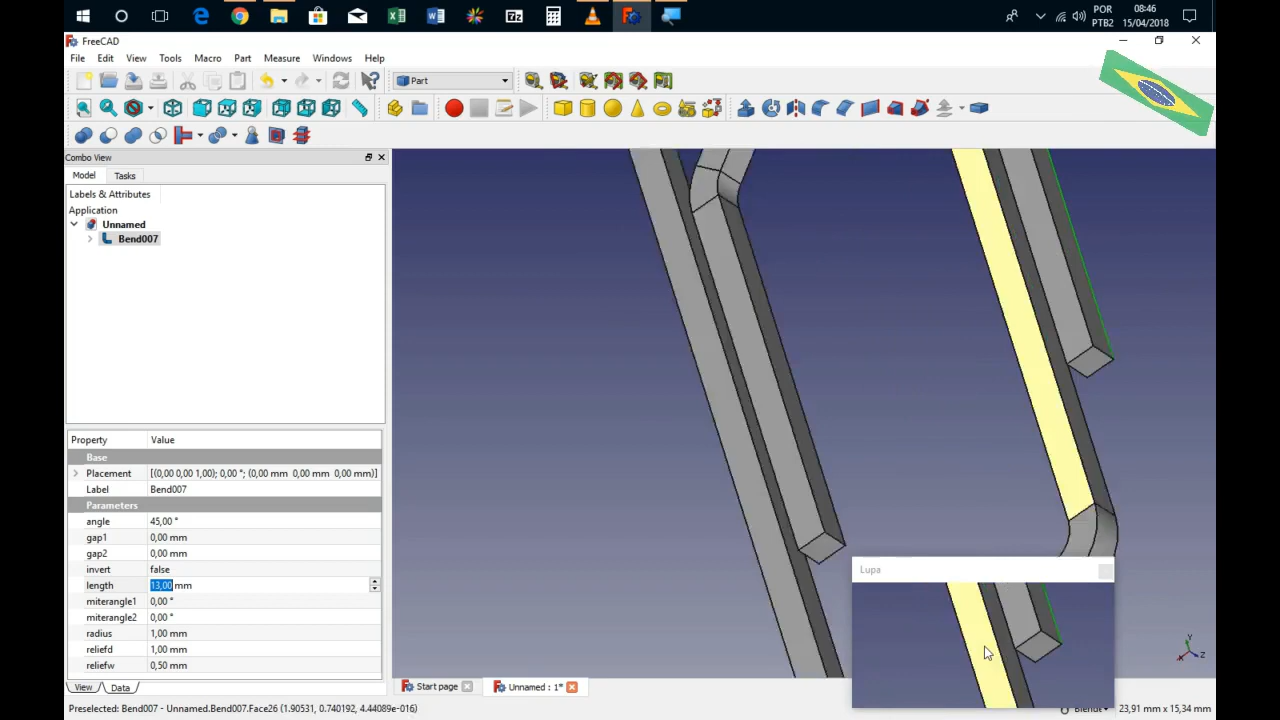 POR
PTB2
08:46
15/04/2018
FreeCAD
File Edit View Tools Macro Part Measure Windows Help
Part
Combo View
Model Tasks
Labels & Attributes
Application
Unnamed
Bend007
Property Value
Base
Placement [(0,00 0,00 1,00); 0,00 °; (0,00 mm 0,00 mm 0,00 mm)]
Label Bend007
Parameters
angle 45,00 °
gap1 0,00 mm
gap2 0,00 mm
invert false
length 13,00 mm
miterangle1 0,00 °
miterangle2 0,00 °
radius 1,00 mm
reliefd 1,00 mm
reliefw 0,50 mm
View Data
Start page
Unnamed : 1*
Lupa
Y
X
Z
Preselected: Bend007 - Unnamed.Bend007.Face26 (1.90531, 0.740192, 4.44089e-016)
23,91 mm x 15,34 mm